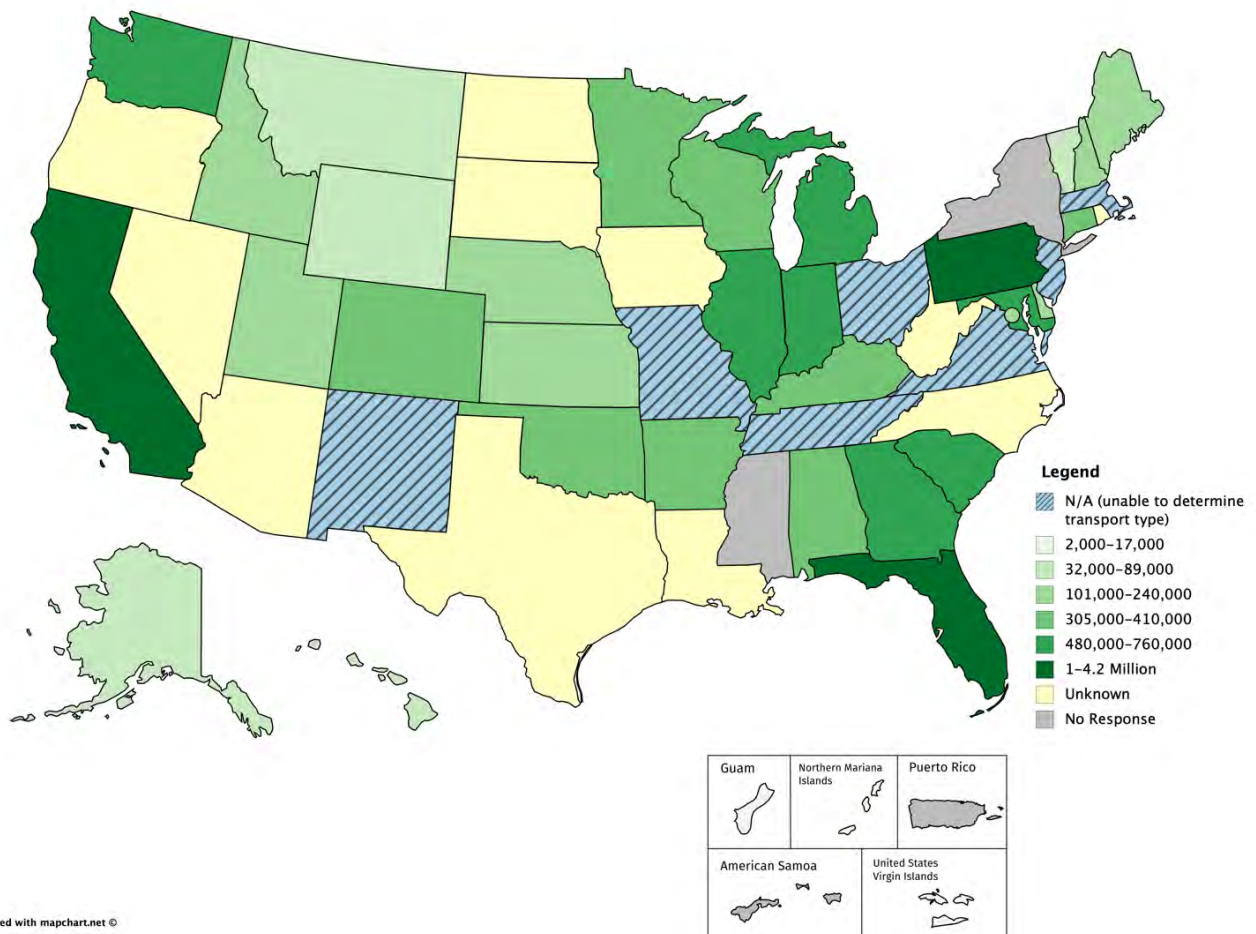 Legend
N/A (unable to determine
transport type)
2,000–17,000
32,000–89,000
101,000–240,000
305,000–410,000
480,000–760,000
1–4.2 Million
Unknown
No Response
Guam
Northern Mariana
Islands
Puerto Rico
American Samoa
United States
Virgin Islands
ed with mapchart.net ©